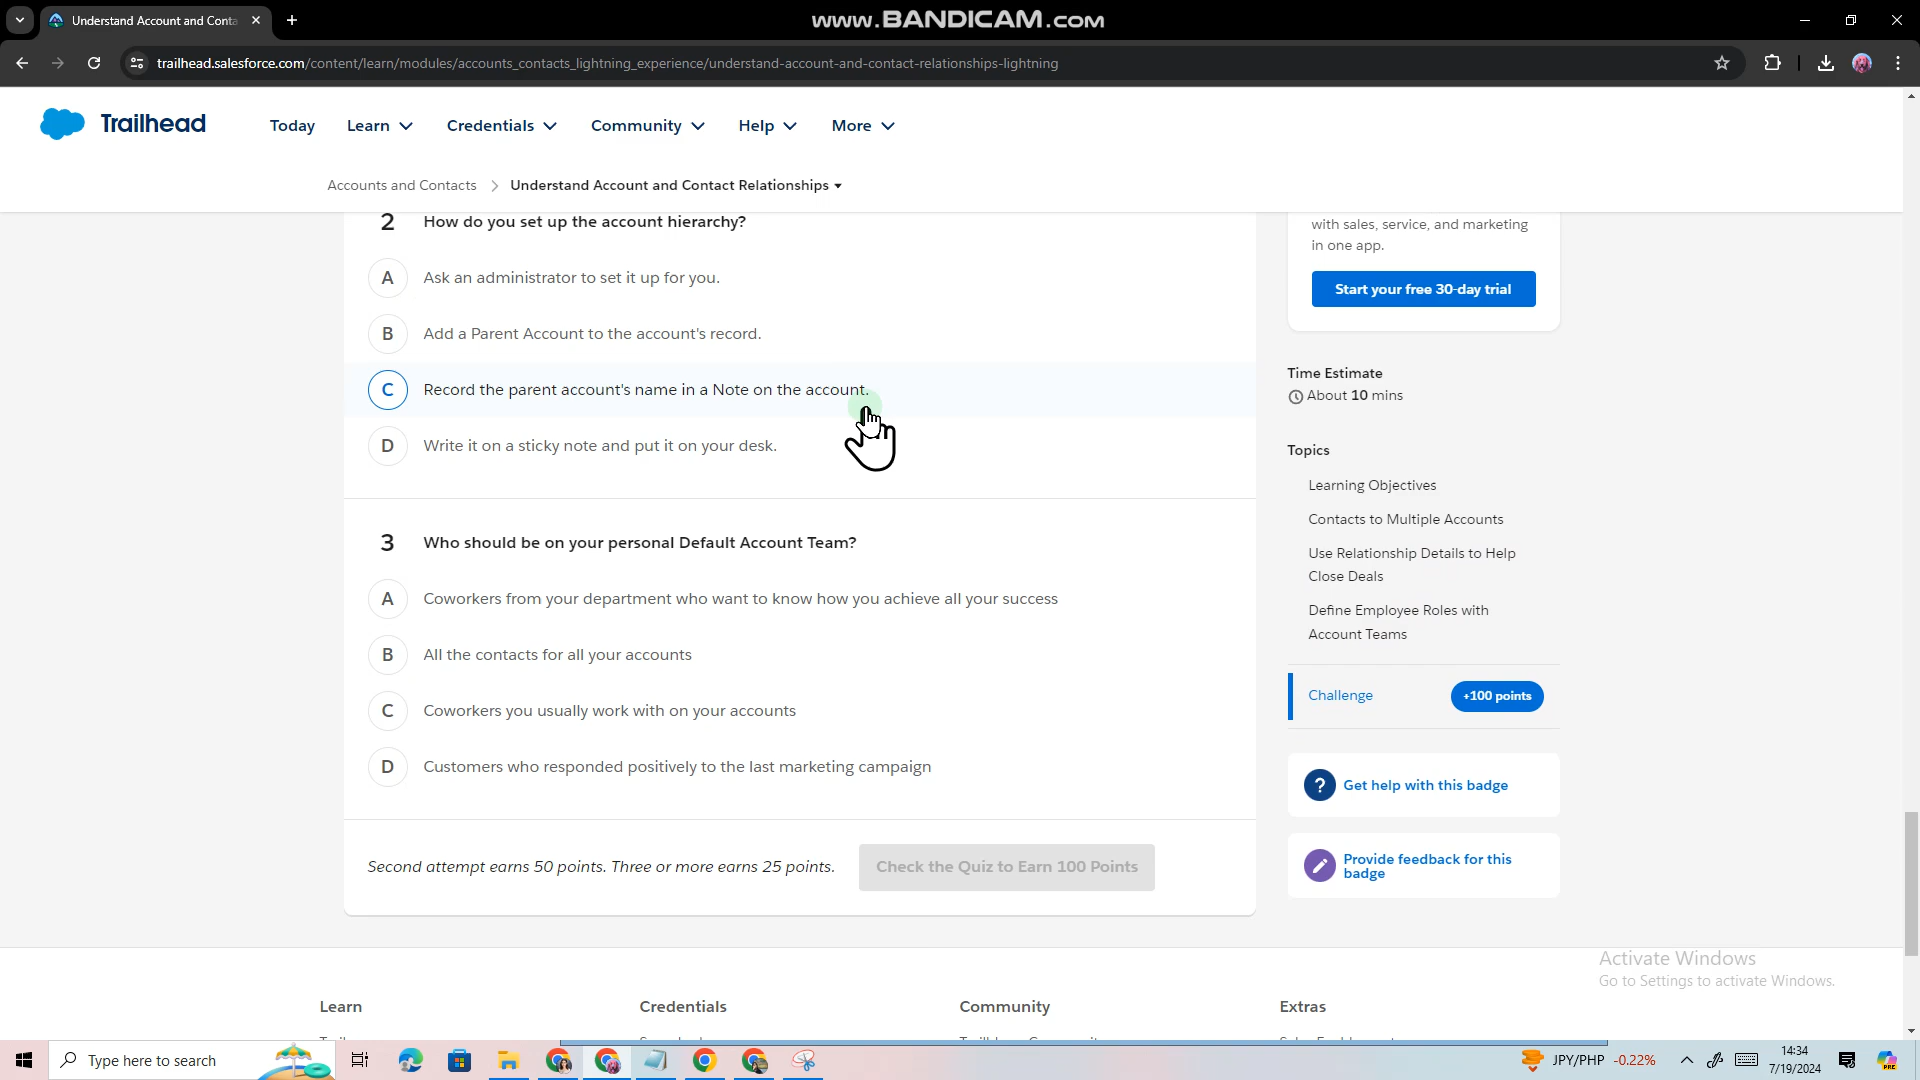 Understand Account and Conta
www.BANDICAM.com
trailhead.salesforce.com/content/learn/modules/accounts_contacts_lightning_experience/understand-account-and-contact-relationships-lightning
Trailhead
Today Learn Credentials Community Help More
Accounts and Contacts Understand Account and Contact Relationships
2 How do you set up the account hierarchy?
A Ask an administrator to set it up for you.
B Add a Parent Account to the account's record.
C Record the parent account's name in a Note on the account.
D Write it on a sticky note and put it on your desk.
3 Who should be on your personal Default Account Team?
A Coworkers from your department who want to know how you achieve all your success
B All the contacts for all your accounts
C Coworkers you usually work with on your accounts
D Customers who responded positively to the last marketing campaign
Second attempt earns 50 points. Three or more earns 25 points.
Check the Quiz to Earn 100 Points
with sales, service, and marketing
in one app.
Start your free 30-day trial
Time Estimate
About 10 mins
Topics
Learning Objectives
Contacts to Multiple Accounts
Use Relationship Details to Help
Close Deals
Define Employee Roles with
Account Teams
Challenge +100 points
? Get help with this badge
Provide feedback for this
badge
Activate Windows
Go to Settings to activate Windows.
Learn Credentials Community Extras
Type here to search
JPY/PHP -0.22%
14:34
7/19/2024
PRE